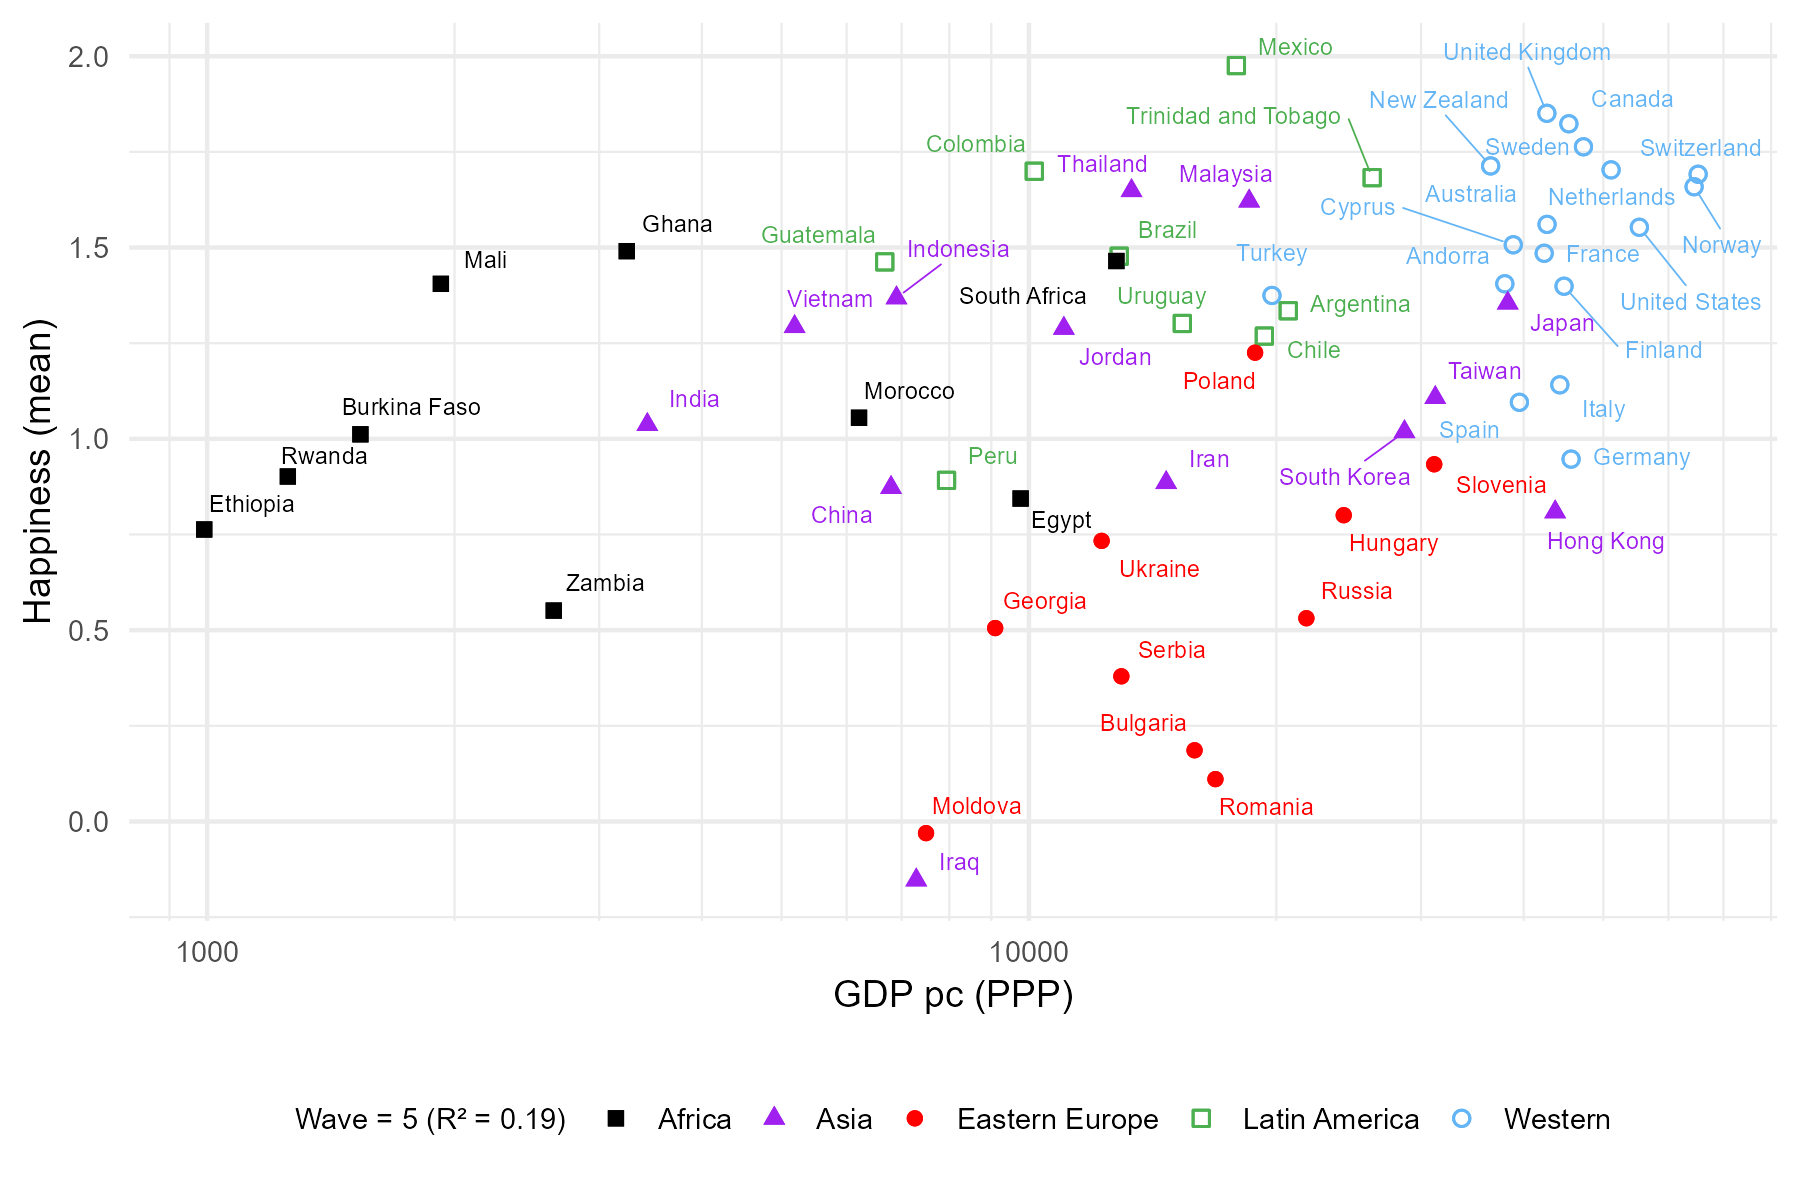 Mexico
2.0
United Kingdom
New Zealand
Canada
Trinidad and Tobago
Colombia
Thailand
Sweden
Switzerland
Malaysia
Australia
Netherlands
Cyprus
Ghana
Brazil
Guatemala
Indonesia
Norway
1.5
Mali
Turkey
Andorra
France
Vietnam
South Africa
Uruguay
Argentina
United States
Japan
Jordan
Chile
Finland
Poland
Taiwan
Morocco
India
Burkina Faso
Italy
1.0
Spain
Rwanda
Peru
Iran
Germany
South Korea
Slovenia
Ethiopia
China
Egypt
Hungary
Hong Kong
Ukraine
Zambia
Russia
Georgia
0.5
Serbia
Bulgaria
Moldova
Romania
0.0
Iraq
Happiness (mean)
1000
10000
GDP pc (PPP)
Wave = 5 (R² = 0.19)
Africa
Asia
Eastern Europe
Latin America
Western